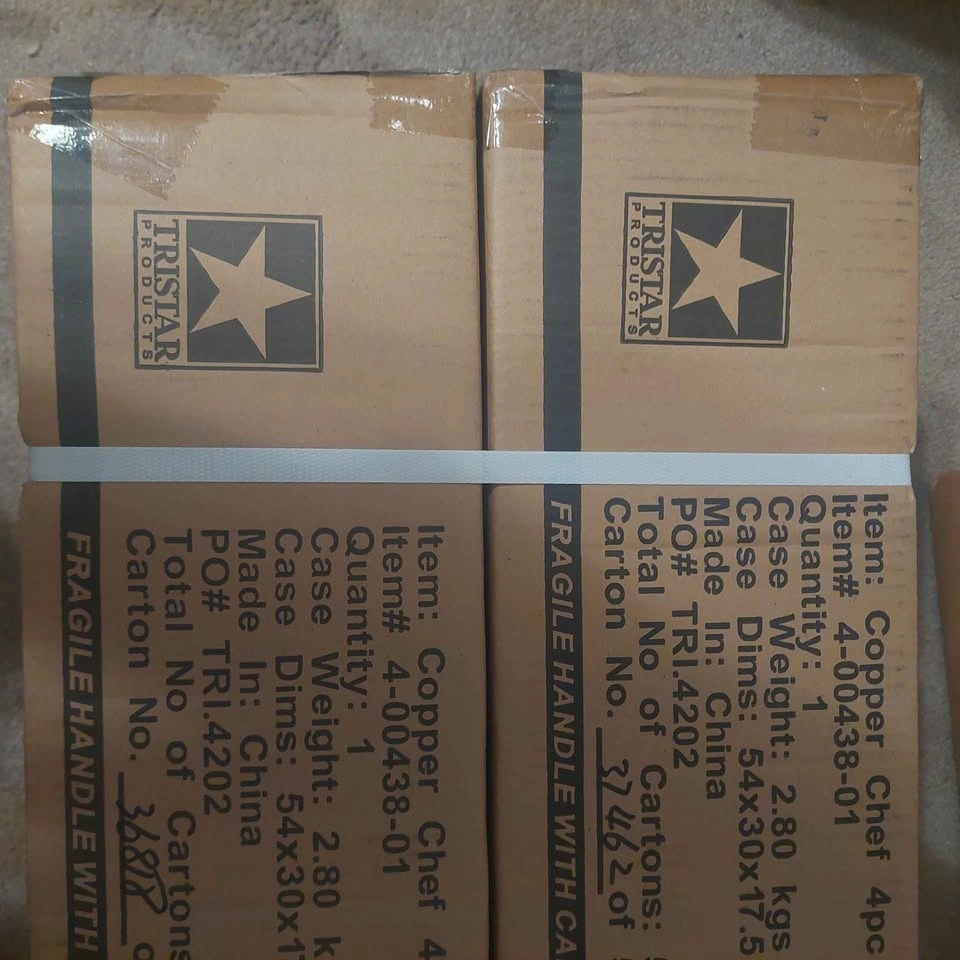 TRISTAR
PRODUCTS
Item: Copper Chef 4pc
Item# 4-00438-01
Quantity: 1
Case Weight: 2.80 kgs
Case Dims: 54x30x17.5
Made In: China
PO# TRI.4202
Total No of Cartons:
Carton No. 37462 of
FRAGILE HANDLE WITH CA
TRISTAR
PRODUCTS
Item: Copper Chef 4
Item# 4-00438-01
Quantity: 1
Case Weight: 2.80 k
Case Dims: 54x30x1
Made In: China
PO# TRI.4202
Total No of Cartons
Carton No.
FRAGILE HANDLE WITH